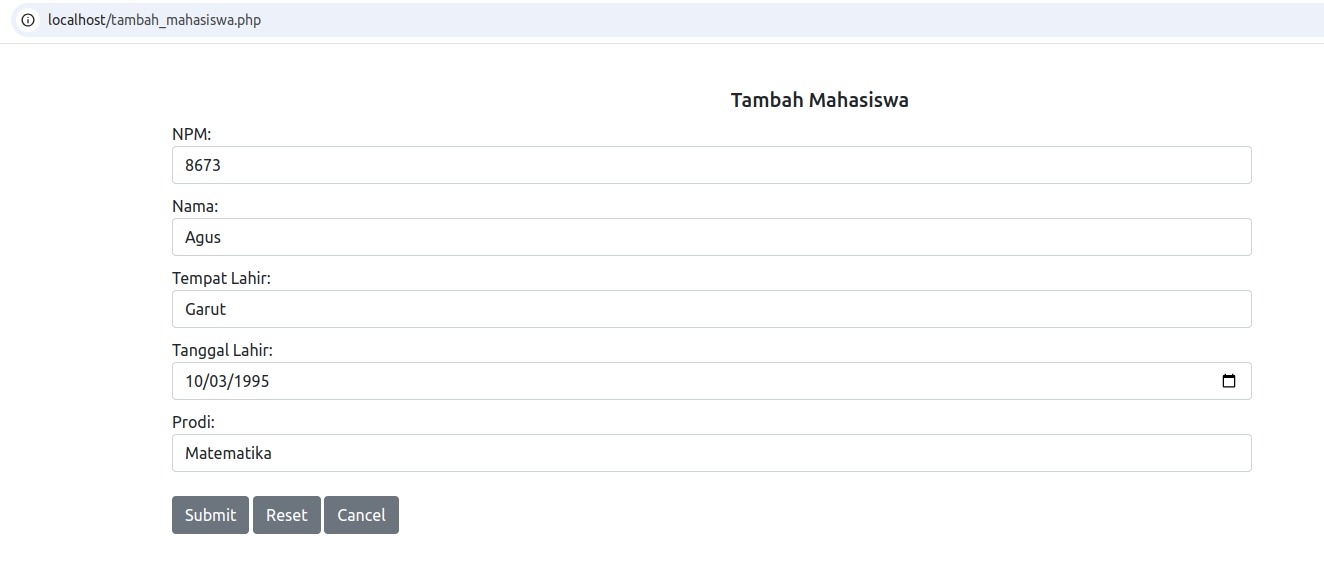 localhost/tambah_mahasiswa.php
Tambah Mahasiswa
NPM:
8673
Nama:
Agus
Tempat Lahir:
Garut
Tanggal Lahir:
10/03/1995
Prodi:
Matematika
Submit Reset Cancel